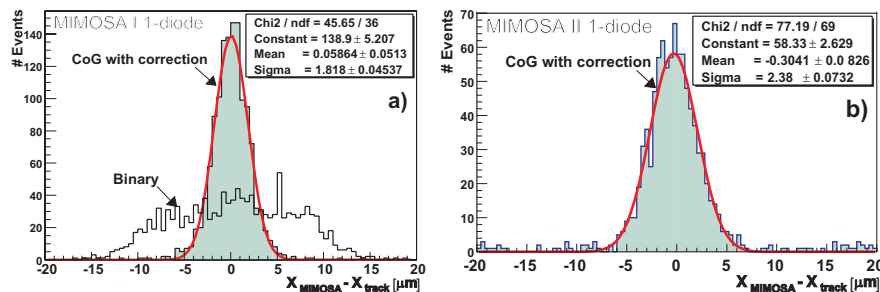 MIMOSA I 1-diode
Chi2 / ndf = 45.65 / 36
Constant = 138.9 ± 5.207
Mean = 0.05864 ± 0.0513
Sigma = 1.818 ± 0.04537
CoG with correction
a)
Binary
# Events
140
120
100
80
60
40
20
0
-20 -15 -10 -5 0 5 10 15 20
X MIMOSA - X track [µm]
MIMOSA II 1-diode
Chi2 / ndf = 77.19 / 69
Constant = 58.33 ± 2.629
Mean = -0.3041 ± 0.0 826
Sigma = 2.38 ± 0.0732
CoG with correction
b)
# Events
70
60
50
40
30
20
10
0
-20 -15 -10 -5 0 5 10 15 20
X MIMOSA - X track [µm]